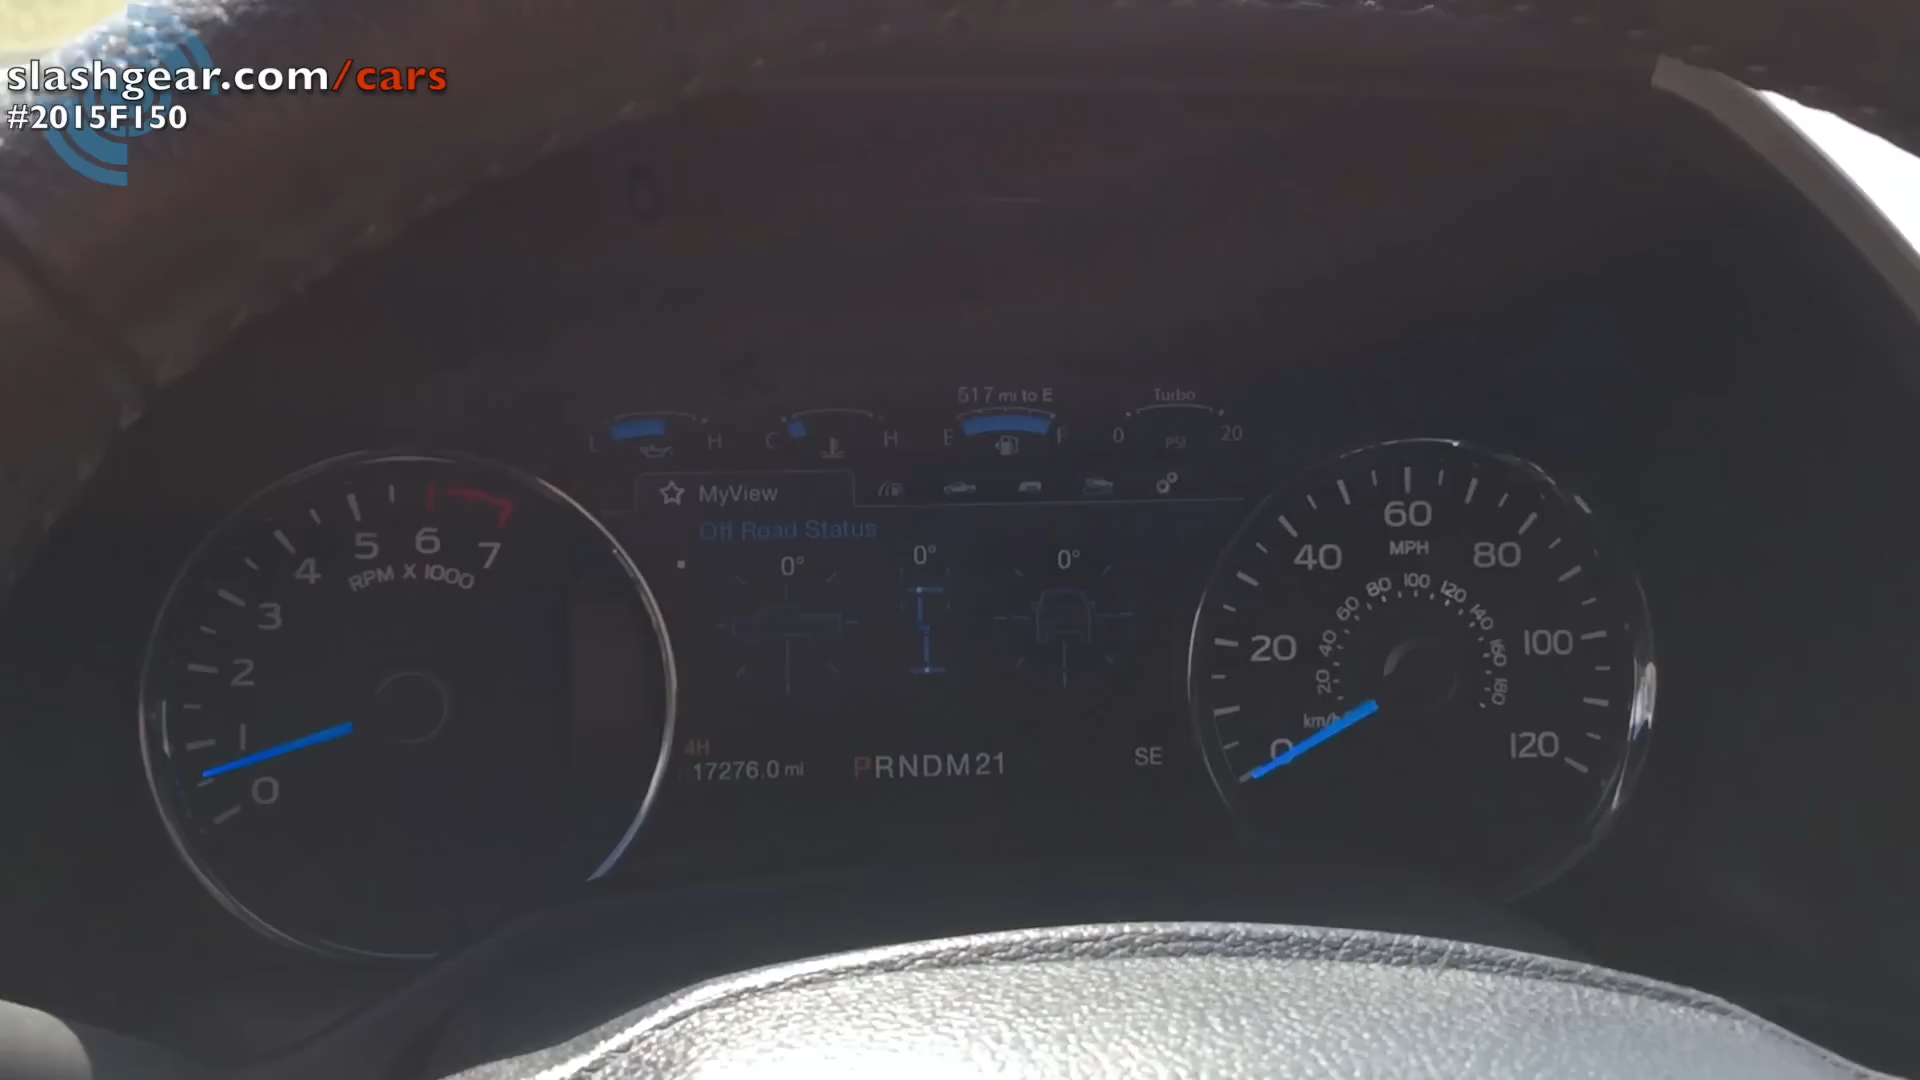 slashgear.com/cars
#2015F150
517 mi to E
Turbo
L H
C H
E F
0 PSI 20
MyView
Off Road Status
0° 0° 0°
0 1 2 3 4 5 6 7
RPM X 1000
0 20 40 60 80 100 120
MPH
20 40 60 80 100 120 140 160 180
km/h
4H
17276.0 mi
PRNDM21
SE